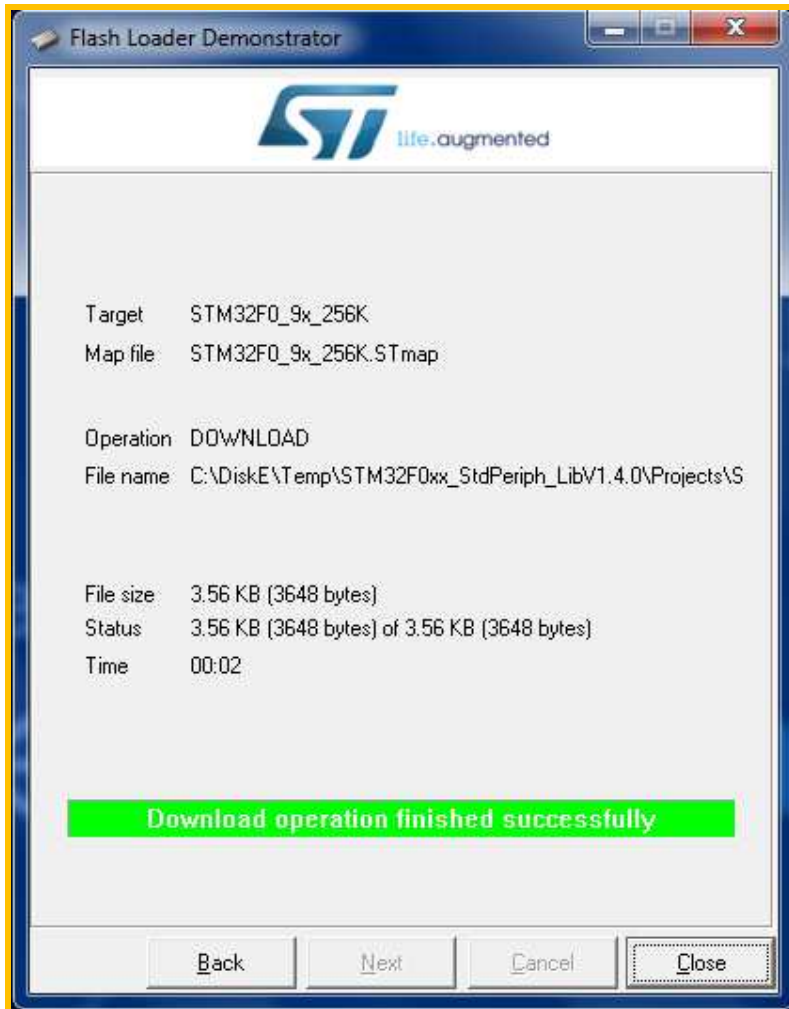 Flash Loader Demonstrator
ST life.augmented
Target STM32F0_9x_256K
Map file STM32F0_9x_256K.STmap
Operation DOWNLOAD
File name C:\DiskE\Temp\STM32F0xx_StdPeriph_LibV1.4.0\Projects\S
File size 3.56 KB (3648 bytes)
Status 3.56 KB (3648 bytes) of 3.56 KB (3648 bytes)
Time 00:02
Download operation finished successfully
Back Next Cancel Close